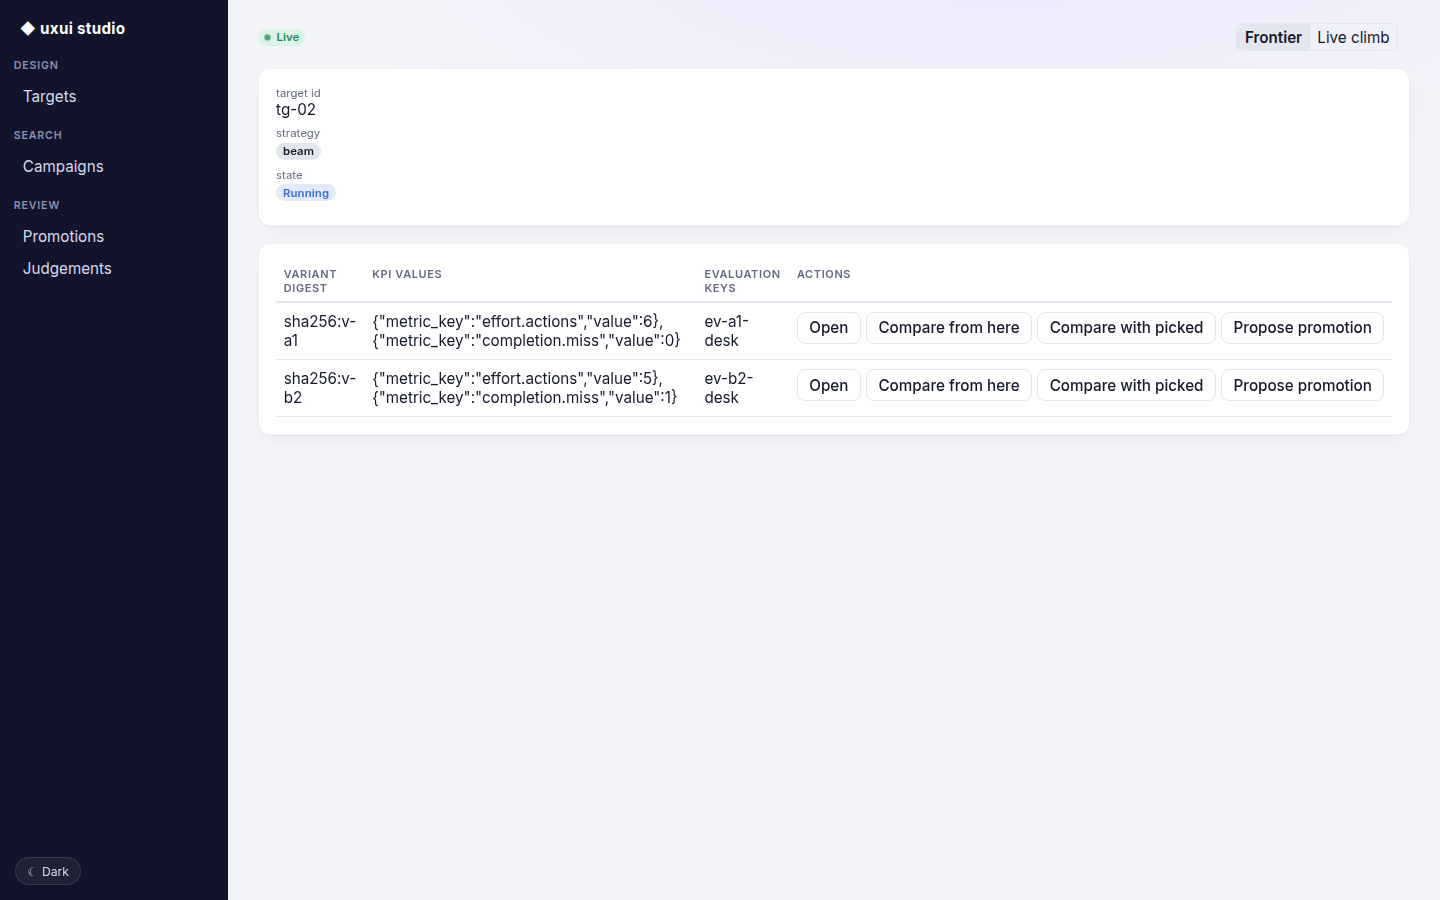 ◆ uxui studio
DESIGN
Targets
SEARCH
Campaigns
REVIEW
Promotions
Judgements
☾ Dark
Live
Frontier Live climb
target id
tg-02
strategy
beam
state
Running
VARIANT DIGEST KPI VALUES EVALUATION KEYS ACTIONS
sha256:v-a1 {"metric_key":"effort.actions","value":6}, {"metric_key":"completion.miss","value":0} ev-a1-desk Open Compare from here Compare with picked Propose promotion
sha256:v-b2 {"metric_key":"effort.actions","value":5}, {"metric_key":"completion.miss","value":1} ev-b2-desk Open Compare from here Compare with picked Propose promotion